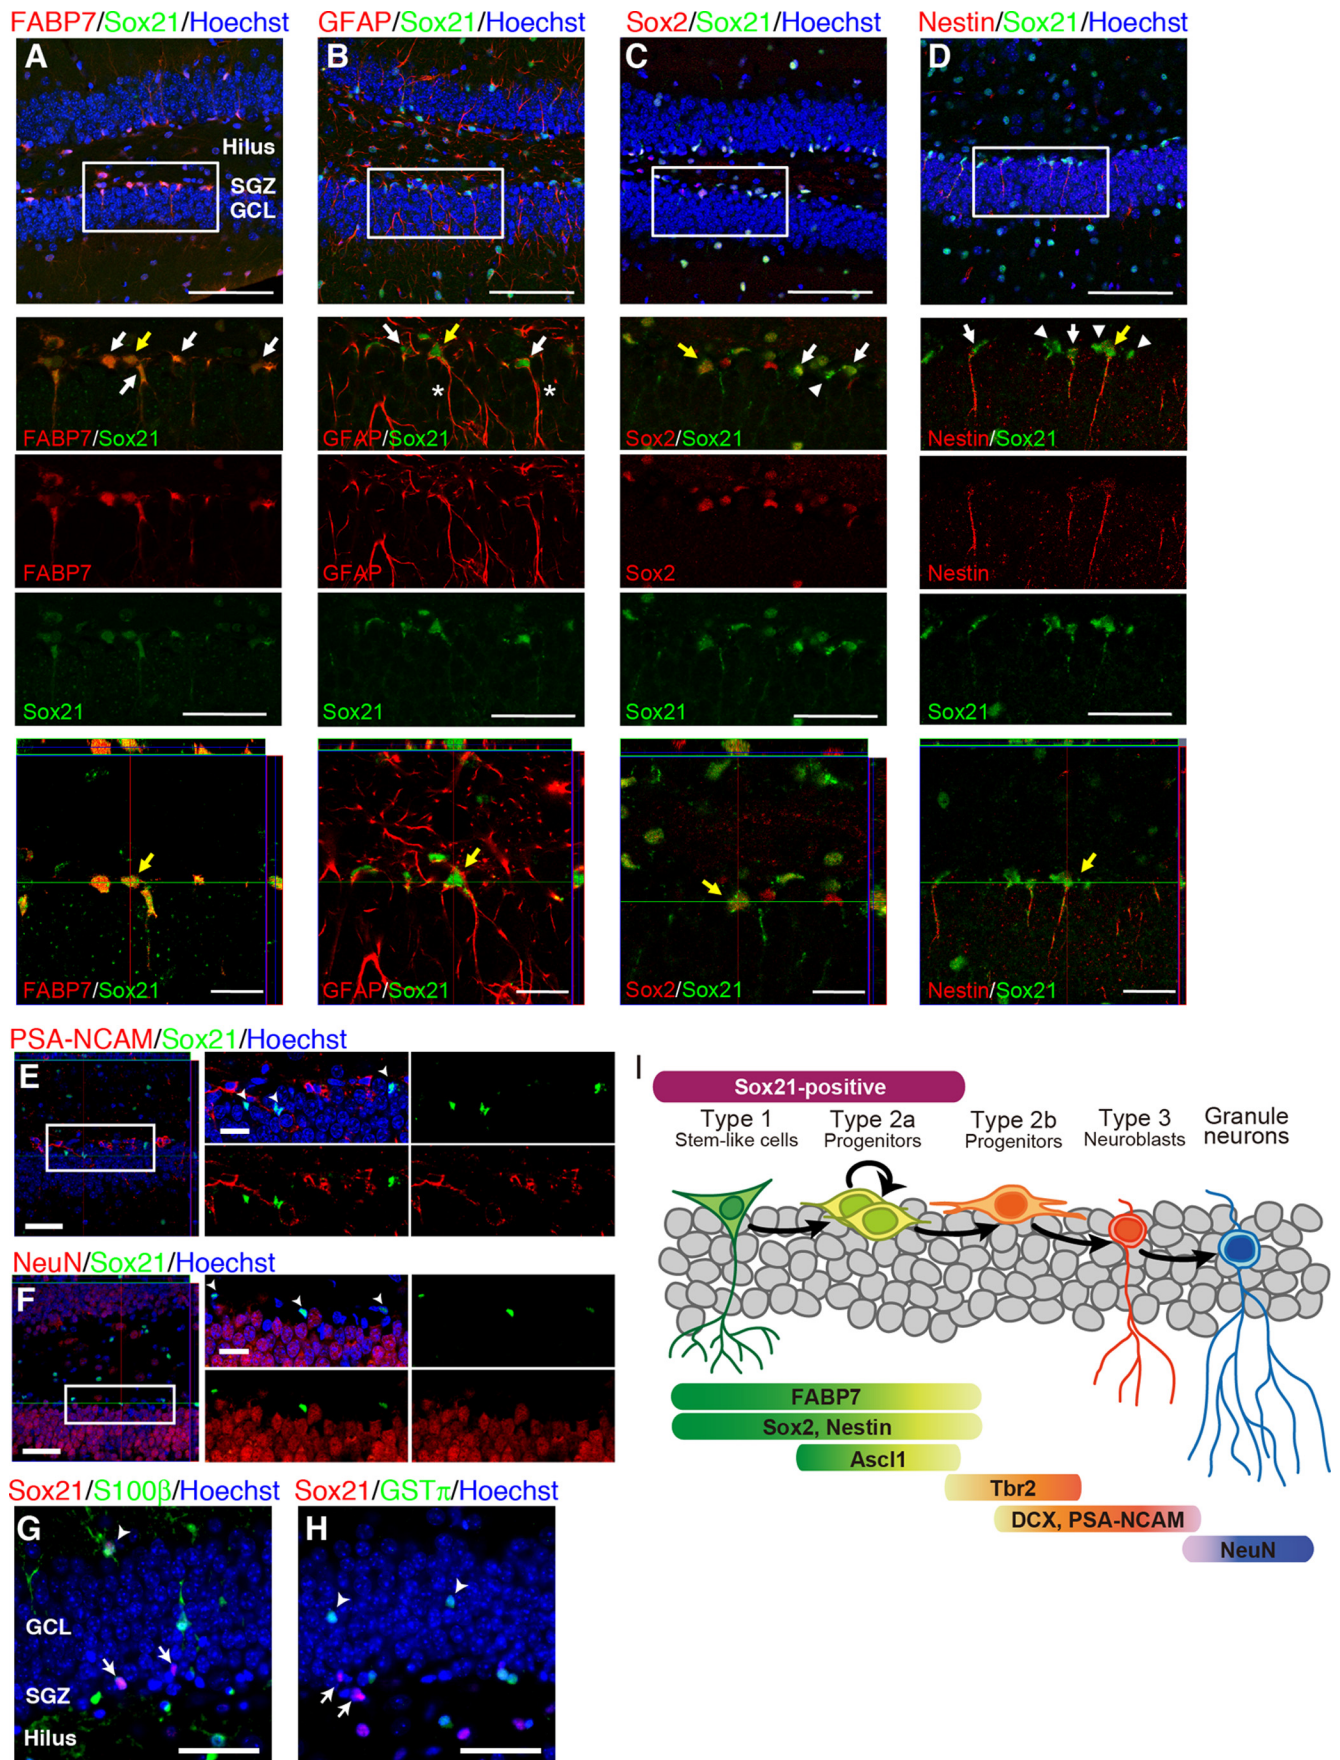 FABP7/Sox21/Hoechst
GFAP/Sox21/Hoechst
Sox2/Sox21/Hoechst
Nestin/Sox21/Hoechst
A
B
C
D
Hilus
SGZ
GCL
FABP7/Sox21
GFAP/Sox21
Sox2/Sox21
Nestin/Sox21
*
*
FABP7
GFAP
Sox2
Nestin
Sox21
Sox21
Sox21
Sox21
FABP7/Sox21
GFAP/Sox21
Sox2/Sox21
Nestin/Sox21
PSA-NCAM/Sox21/Hoechst
E
NeuN/Sox21/Hoechst
F
Sox21/S100β/Hoechst
G
GCL
SGZ
Hilus
Sox21/GSTπ/Hoechst
H
I
Sox21-positive
Type 1
Stem-like cells
Type 2a
Progenitors
Type 2b
Progenitors
Type 3
Neuroblasts
Granule
neurons
FABP7
Sox2, Nestin
Ascl1
Tbr2
DCX, PSA-NCAM
NeuN